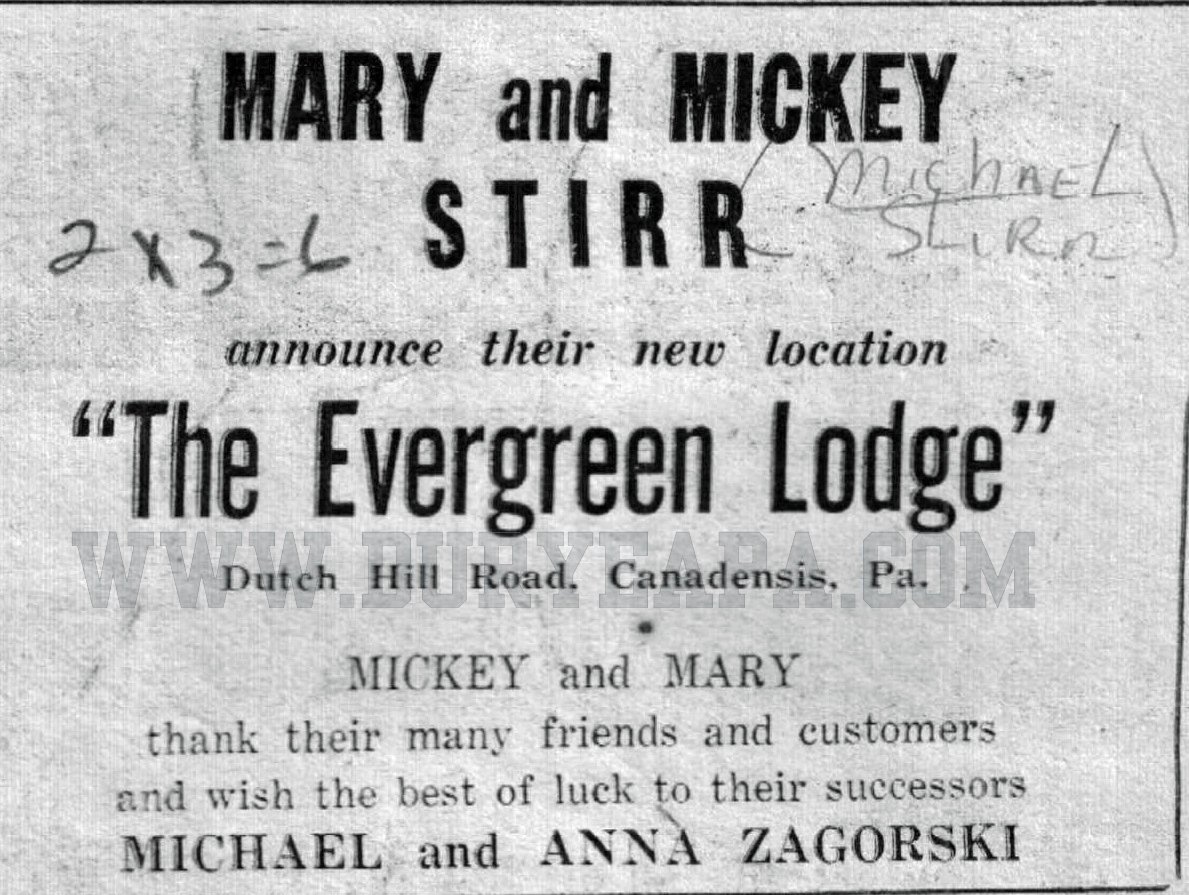 MARY and MICKEY
STIRR
(MICHAEL
STIRR)
2 x 3 = 6
announce their new location
“The Evergreen Lodge”
WWW.DURYEAPA.COM
Dutch Hill Road, Canadensis, Pa.
MICKEY and MARY
thank their many friends and customers
and wish the best of luck to their successors
MICHAEL and ANNA ZAGORSKI